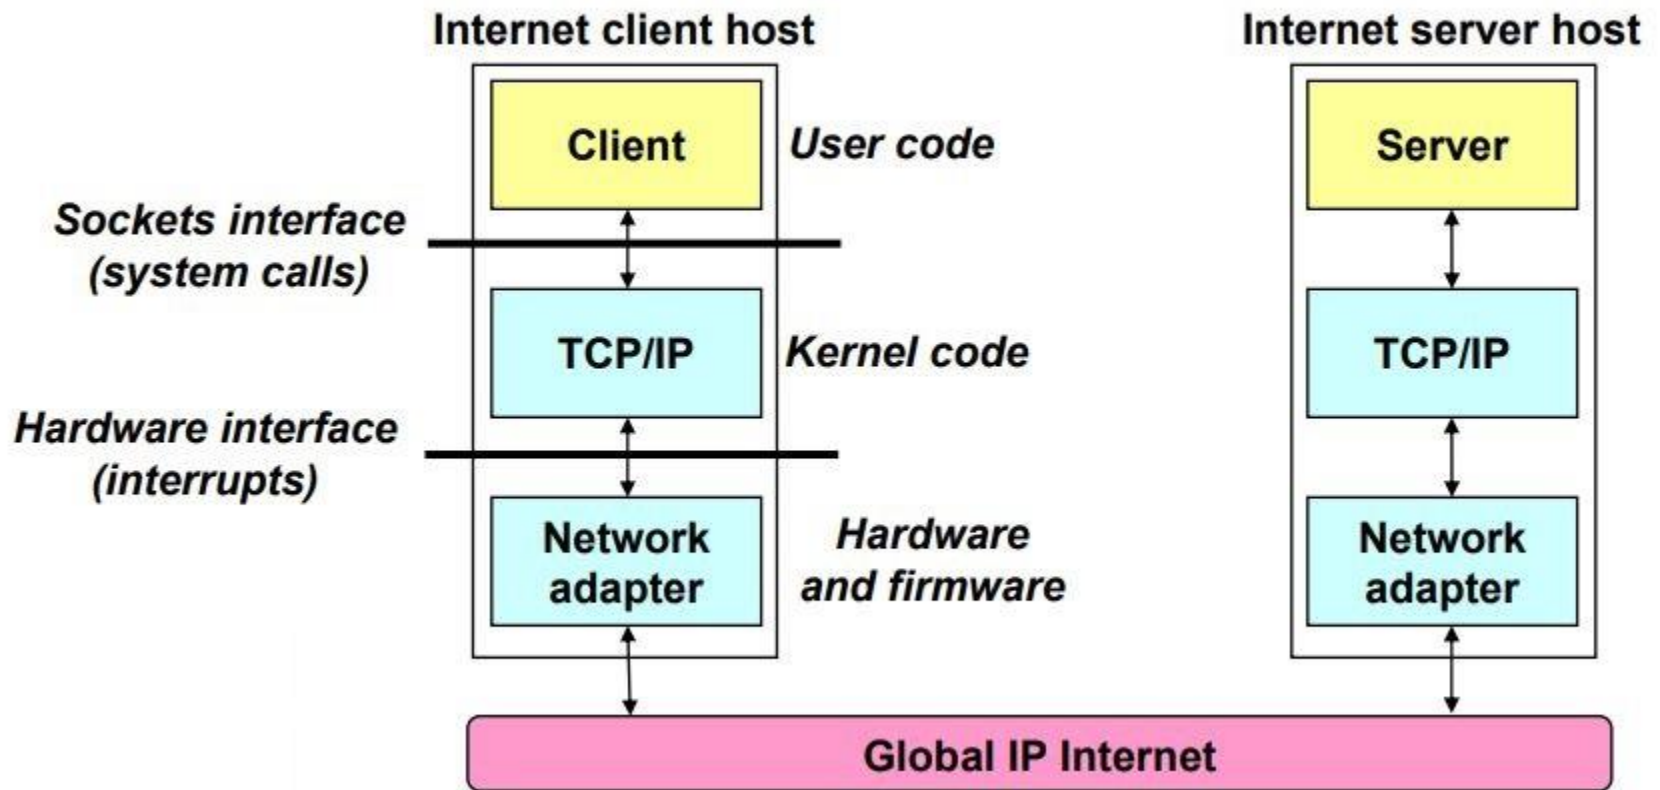 Internet client host
Internet server host
Client
User code
Server
Sockets interface
(system calls)
TCP/IP
Kernel code
TCP/IP
Hardware interface
(interrupts)
Network
adapter
Hardware
and firmware
Network
adapter
Global IP Internet